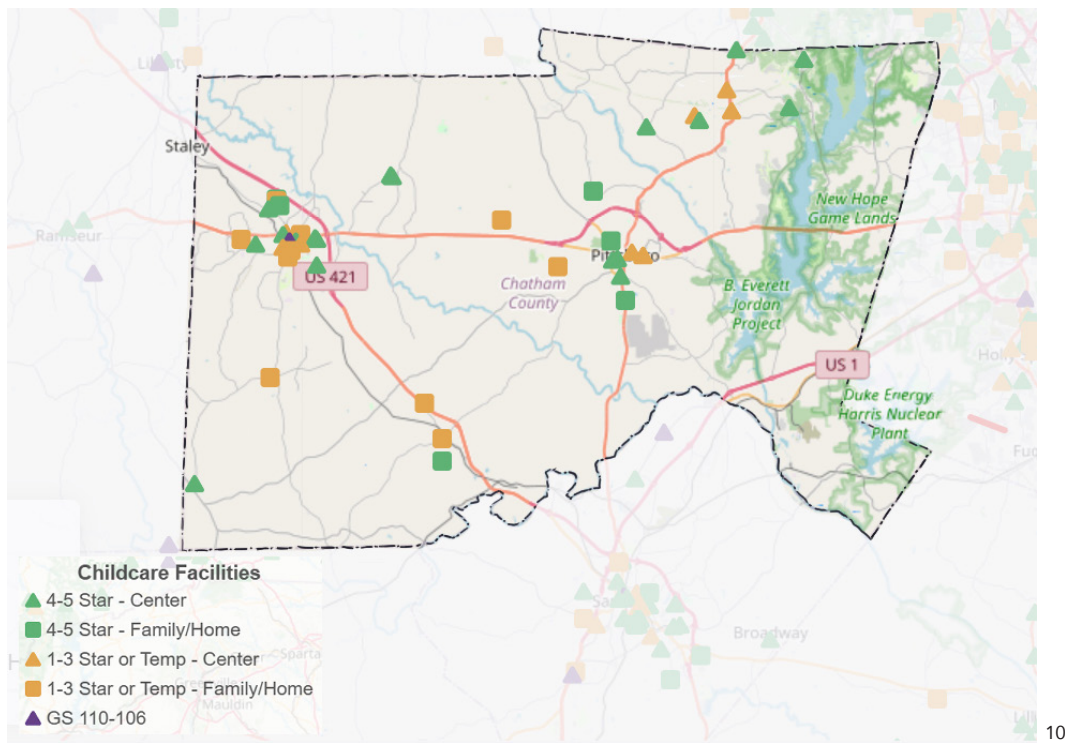 Liberty
Staley
Ramseur
New Hope
Game Lands
US 421
Chatham
County
B. Everett
Jordan
Project
US 1
Duke Energy
Harris Nuclear
Plant
Childcare Facilities
4-5 Star - Center
4-5 Star - Family/Home
1-3 Star or Temp - Center
1-3 Star or Temp - Family/Home
GS 110-106
Broadway
Mauldin
10